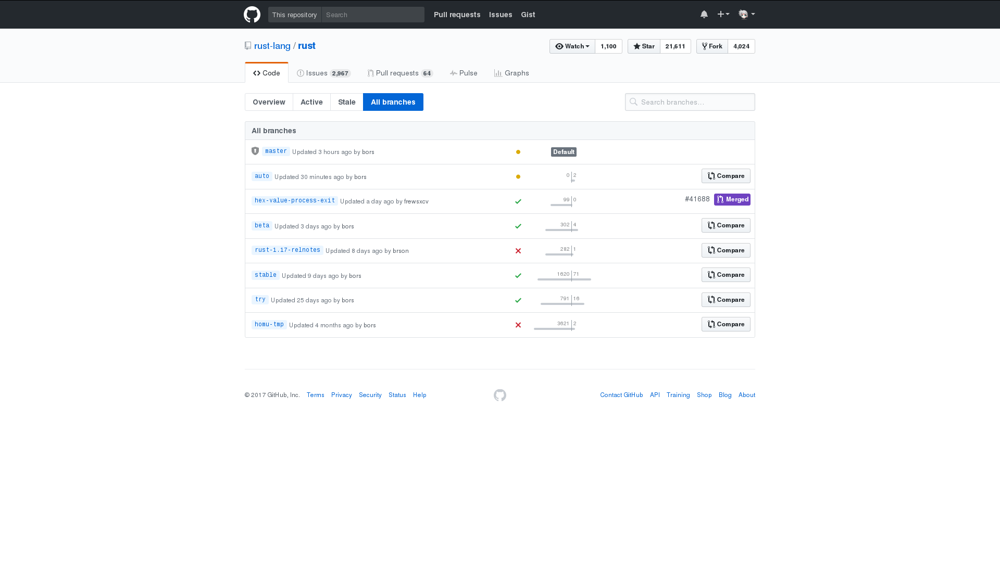 This repository Search Pull requests Issues Gist
rust-lang / rust Watch 1,100 Star 21,611 Fork 4,024
Code Issues 2,967 Pull requests 64 Pulse Graphs
Overview Active Stale All branches Search branches...
All branches
master Updated 3 hours ago by bors Default
auto Updated 30 minutes ago by bors 0 2 Compare
hex-value-process-exit Updated a day ago by frewsxcv 99 0 #41688 Merged
beta Updated 3 days ago by bors 302 4 Compare
rust-1.17-relnotes Updated 8 days ago by brson 282 1 Compare
stable Updated 9 days ago by bors 1620 71 Compare
try Updated 25 days ago by bors 791 16 Compare
homu-tmp Updated 4 months ago by bors 3621 2 Compare
© 2017 GitHub, Inc. Terms Privacy Security Status Help Contact GitHub API Training Shop Blog About